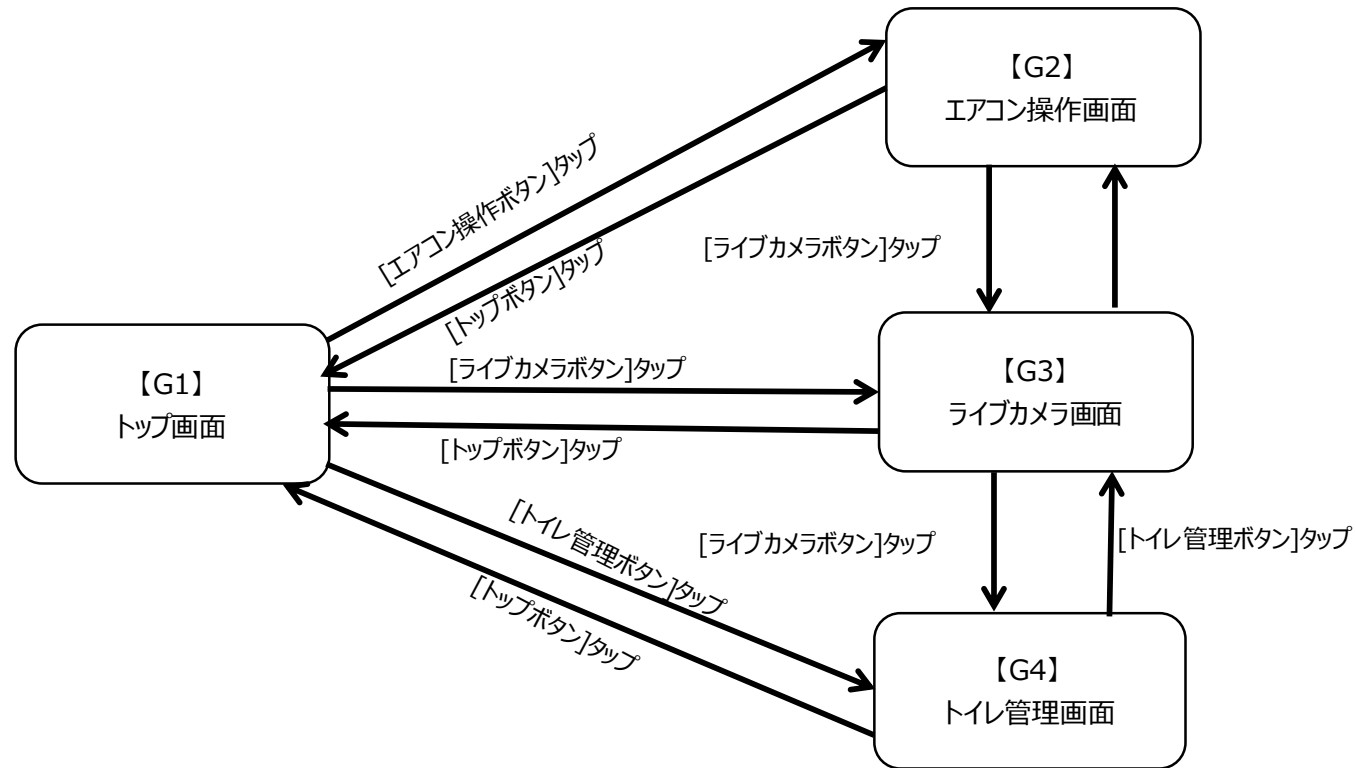 【G2】
エアコン操作画面
[エアコン操作ボタン]タップ
[トップボタン]タップ
[ライブカメラボタン]タップ
【G1】
トップ画面
[ライブカメラボタン]タップ
[トップボタン]タップ
【G3】
ライブカメラ画面
[トイレ管理ボタン]タップ
[トップボタン]タップ
[ライブカメラボタン]タップ
[トイレ管理ボタン]タップ
【G4】
トイレ管理画面